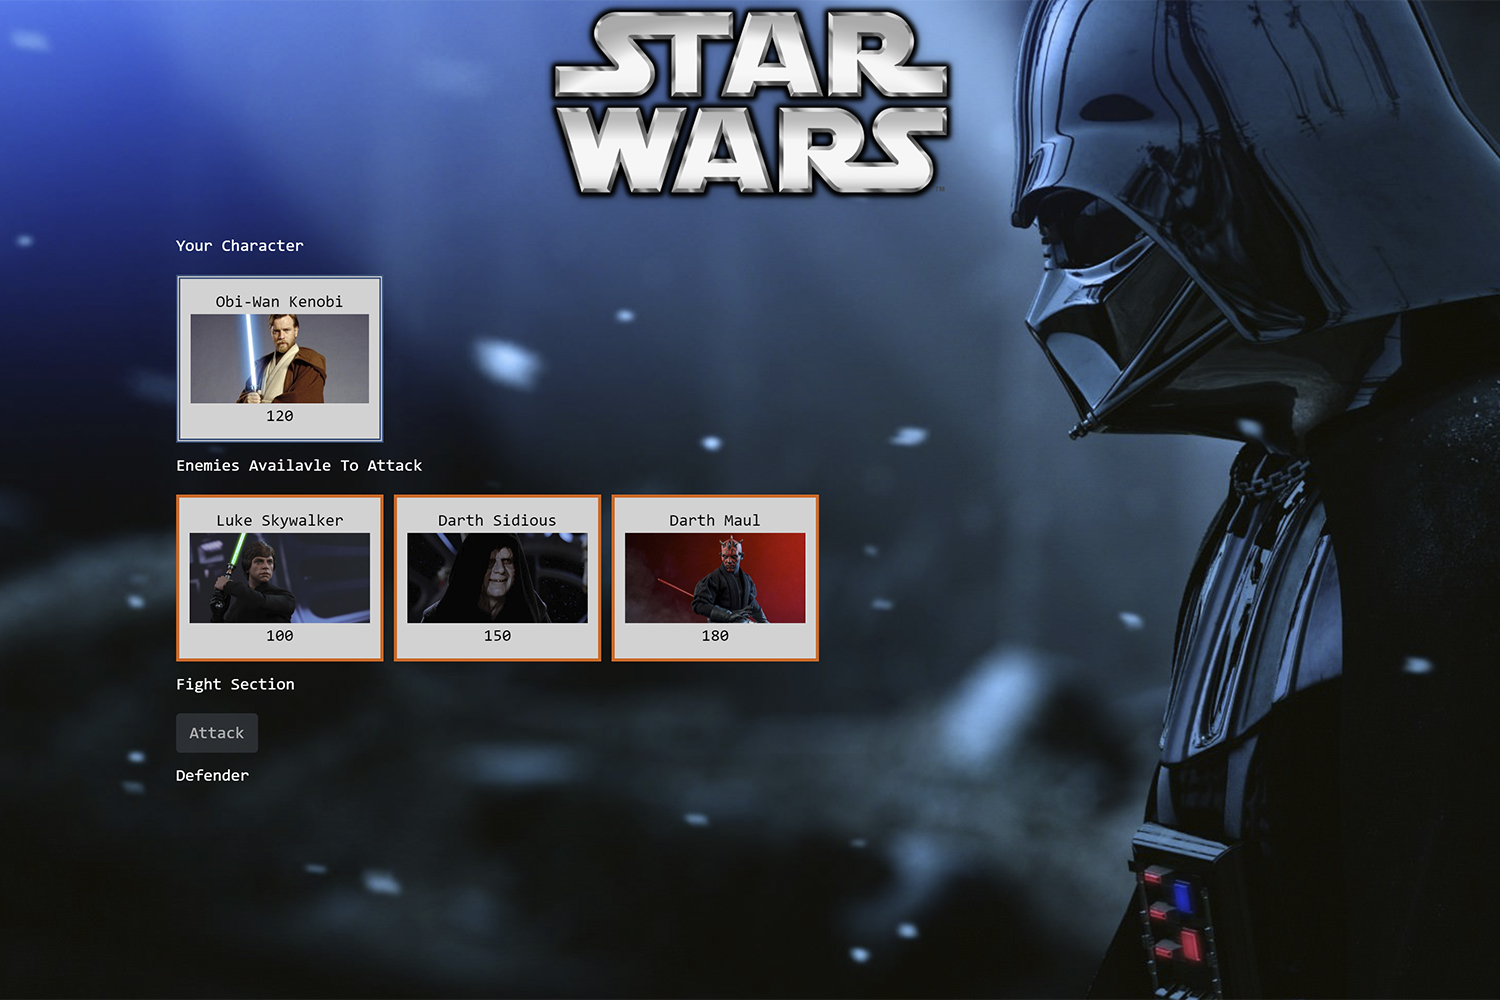 STAR
WARS
TM
Your Character
Obi-Wan Kenobi
120
Enemies Availavle To Attack
Luke Skywalker
100
Darth Sidious
150
Darth Maul
180
Fight Section
Attack
Defender